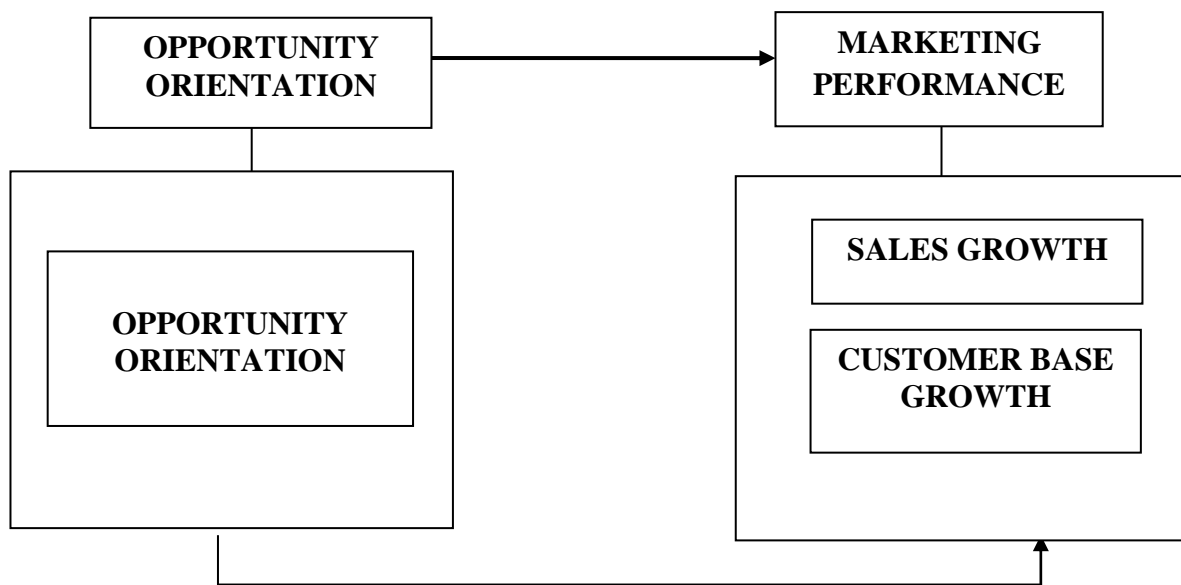 OPPORTUNITY
ORIENTATION
MARKETING
PERFORMANCE
OPPORTUNITY
ORIENTATION
SALES GROWTH
CUSTOMER BASE
GROWTH